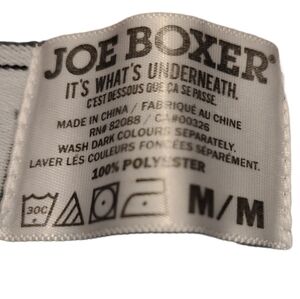 JOE BOXER®
IT'S WHAT'S UNDERNEATH.
C'EST DESSOUS QUE ÇA SE PASSE.
MADE IN CHINA / FABRIQUÉ AU CHINE
RN# 82088 / CA#00326
WASH DARK COLOURS SEPARATELY.
LAVER LES COULEURS FONCÉES SÉPARÉMENT.
100% POLYESTER
30C
M/M